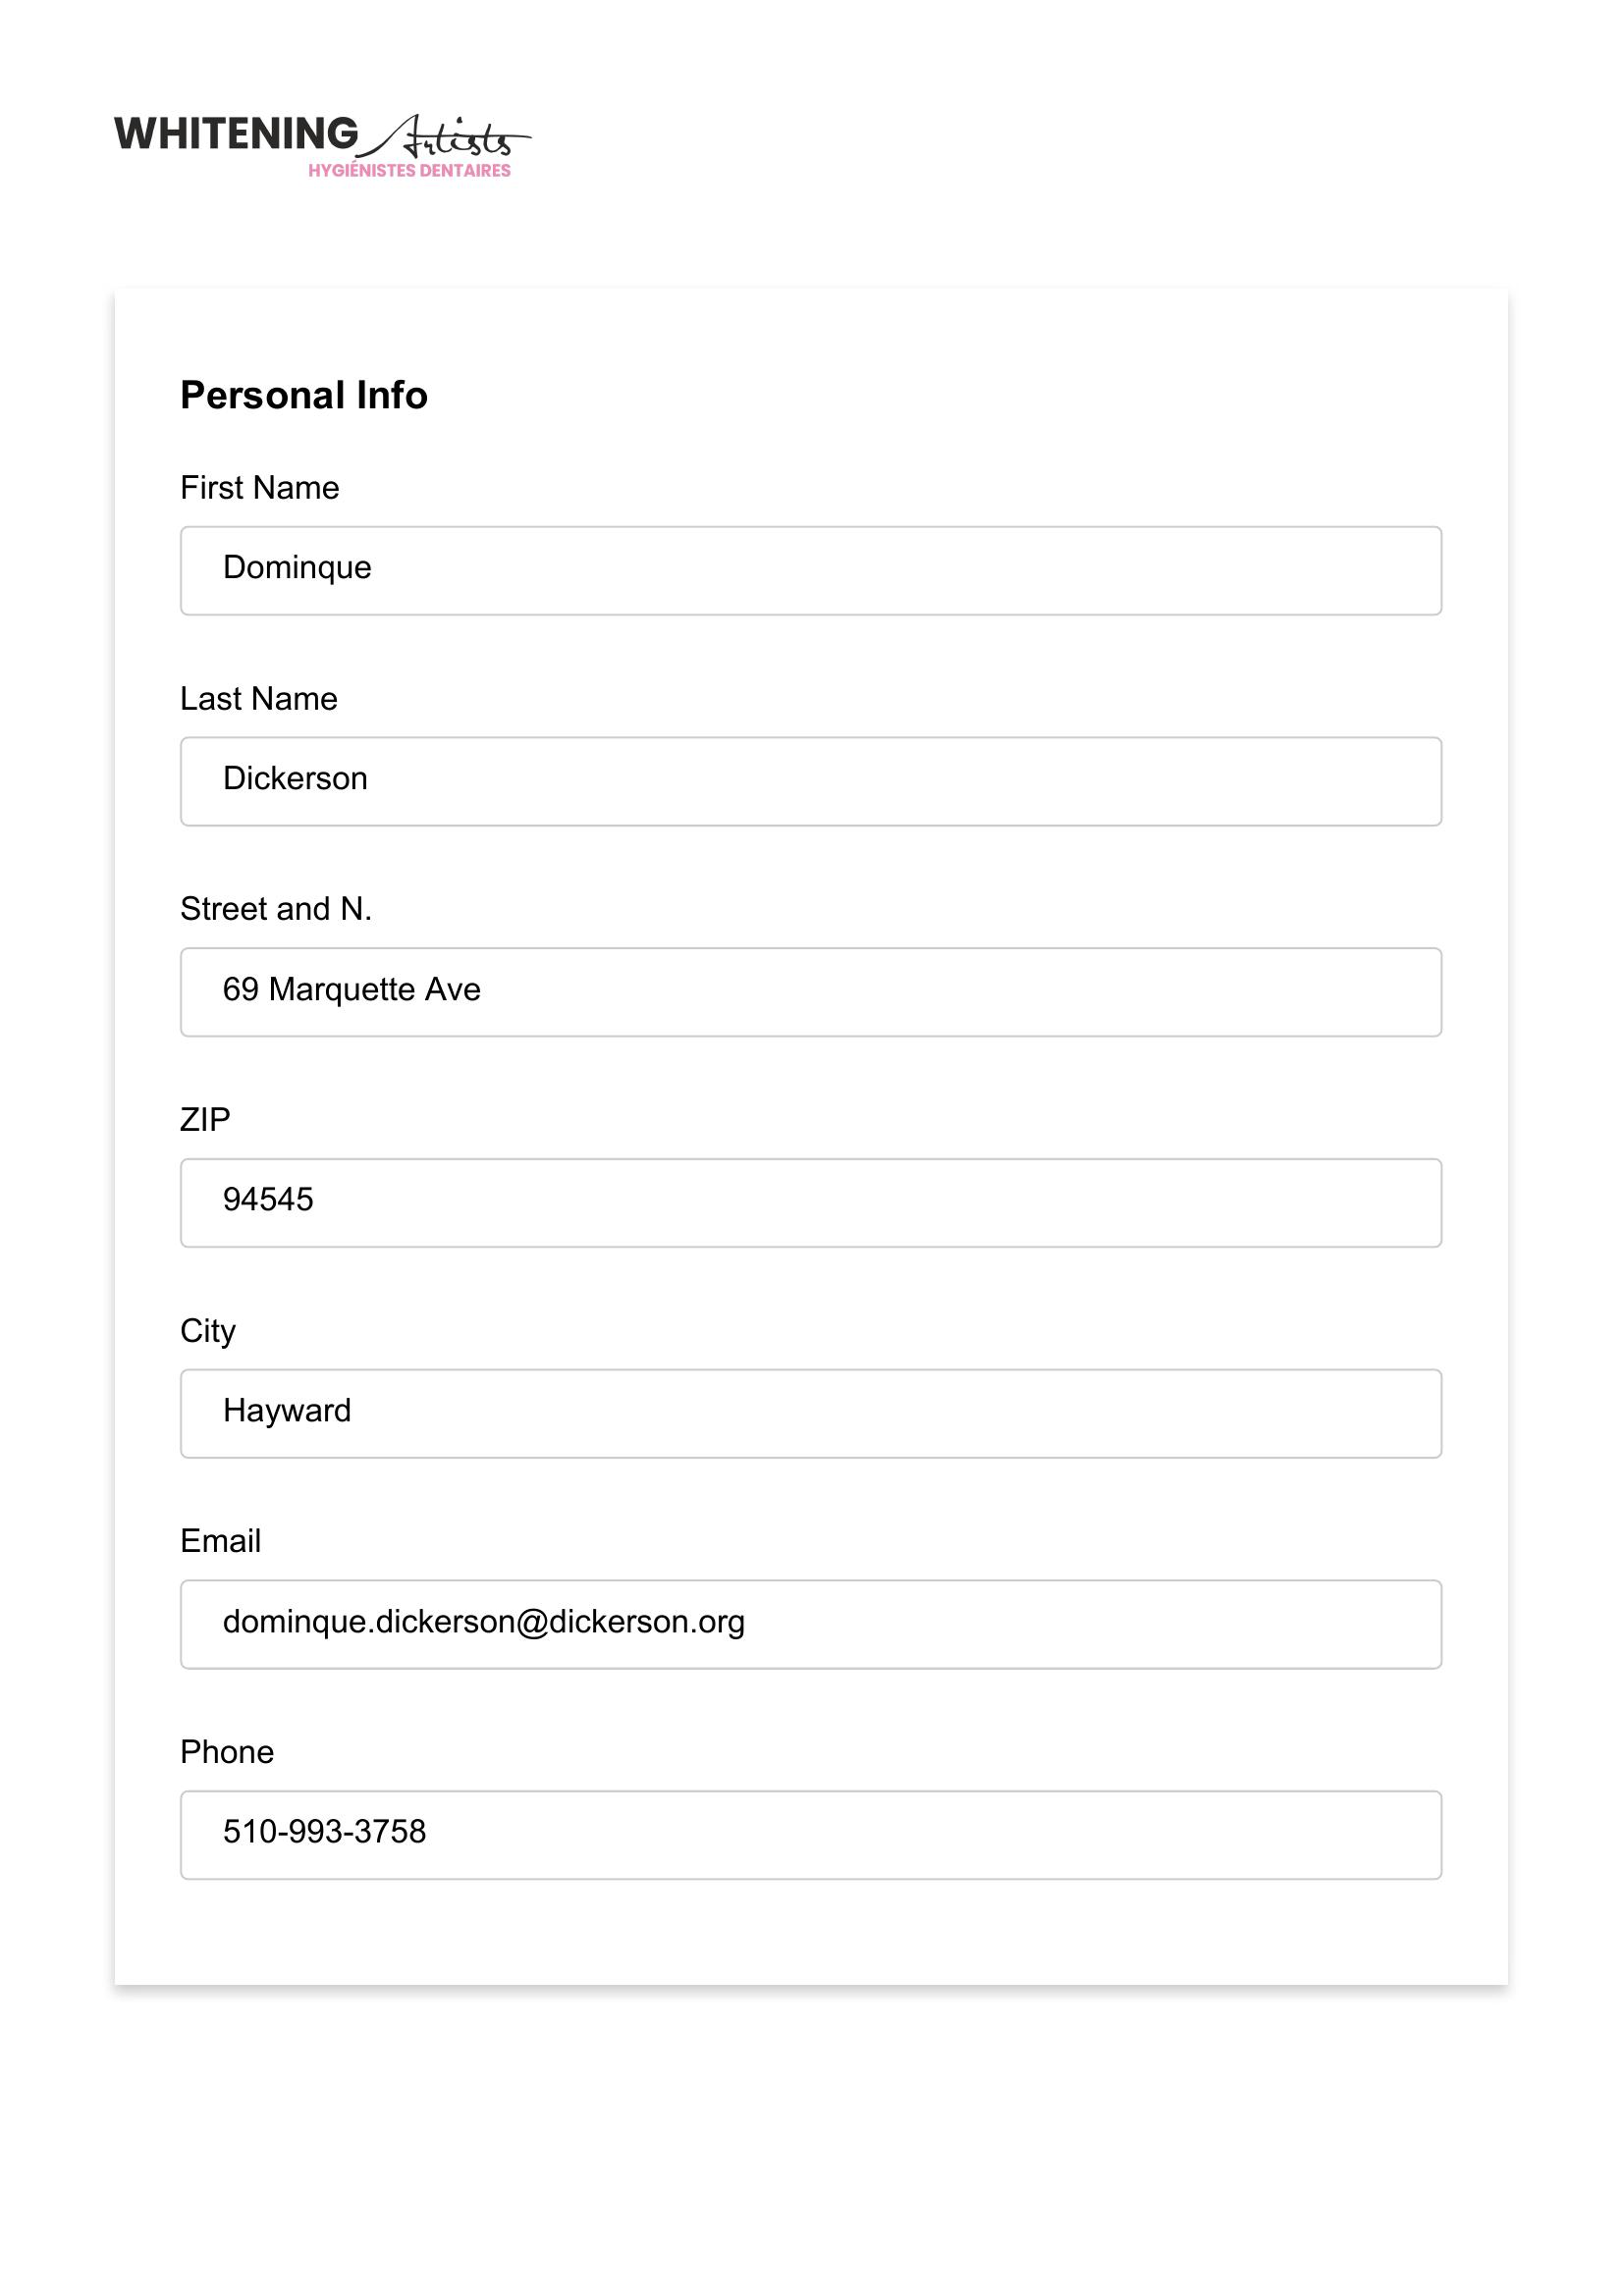 WHITENING Artists
HYGIÉNISTES DENTAIRES
Personal Info
First Name
Dominque
Last Name
Dickerson
Street and N.
69 Marquette Ave
ZIP
94545
City
Hayward
Email
dominque.dickerson@dickerson.org
Phone
510-993-3758